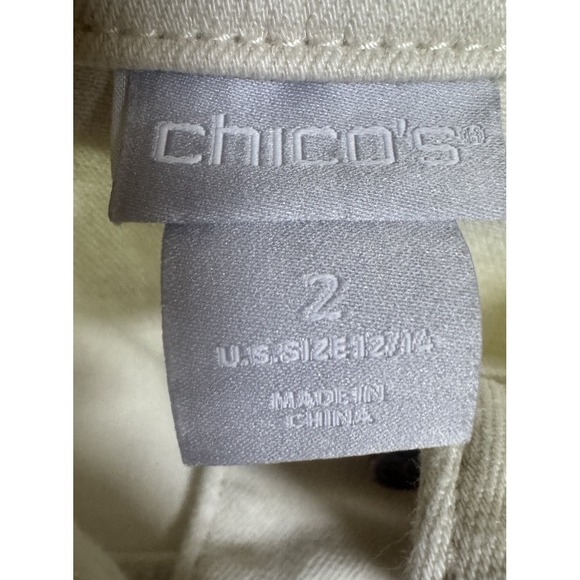 chico's®
2
U.S.SIZE:12/14
MADE IN
CHINA